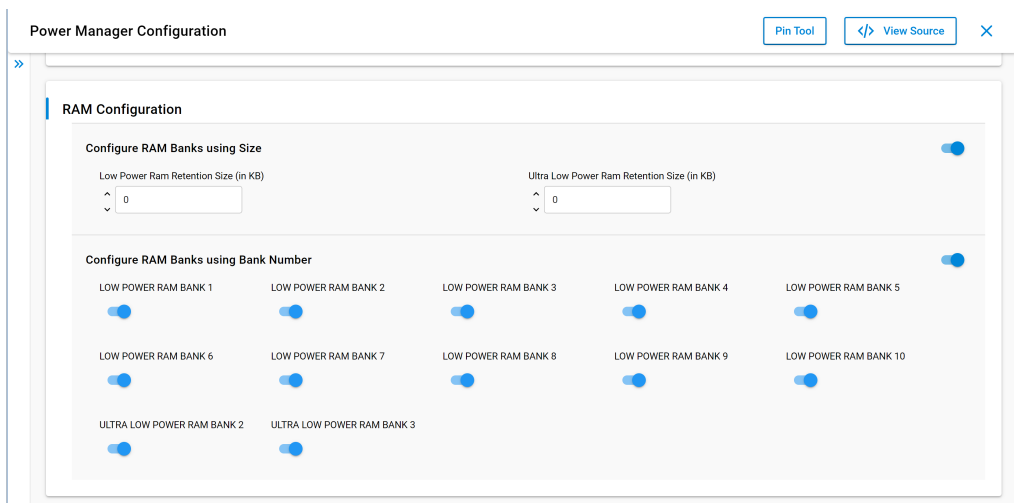 Power Manager Configuration
Pin Tool
</> View Source
RAM Configuration
Configure RAM Banks using Size
Low Power Ram Retention Size (in KB)
Ultra Low Power Ram Retention Size (in KB)
0
0
Configure RAM Banks using Bank Number
LOW POWER RAM BANK 1
LOW POWER RAM BANK 2
LOW POWER RAM BANK 3
LOW POWER RAM BANK 4
LOW POWER RAM BANK 5
LOW POWER RAM BANK 6
LOW POWER RAM BANK 7
LOW POWER RAM BANK 8
LOW POWER RAM BANK 9
LOW POWER RAM BANK 10
ULTRA LOW POWER RAM BANK 2
ULTRA LOW POWER RAM BANK 3